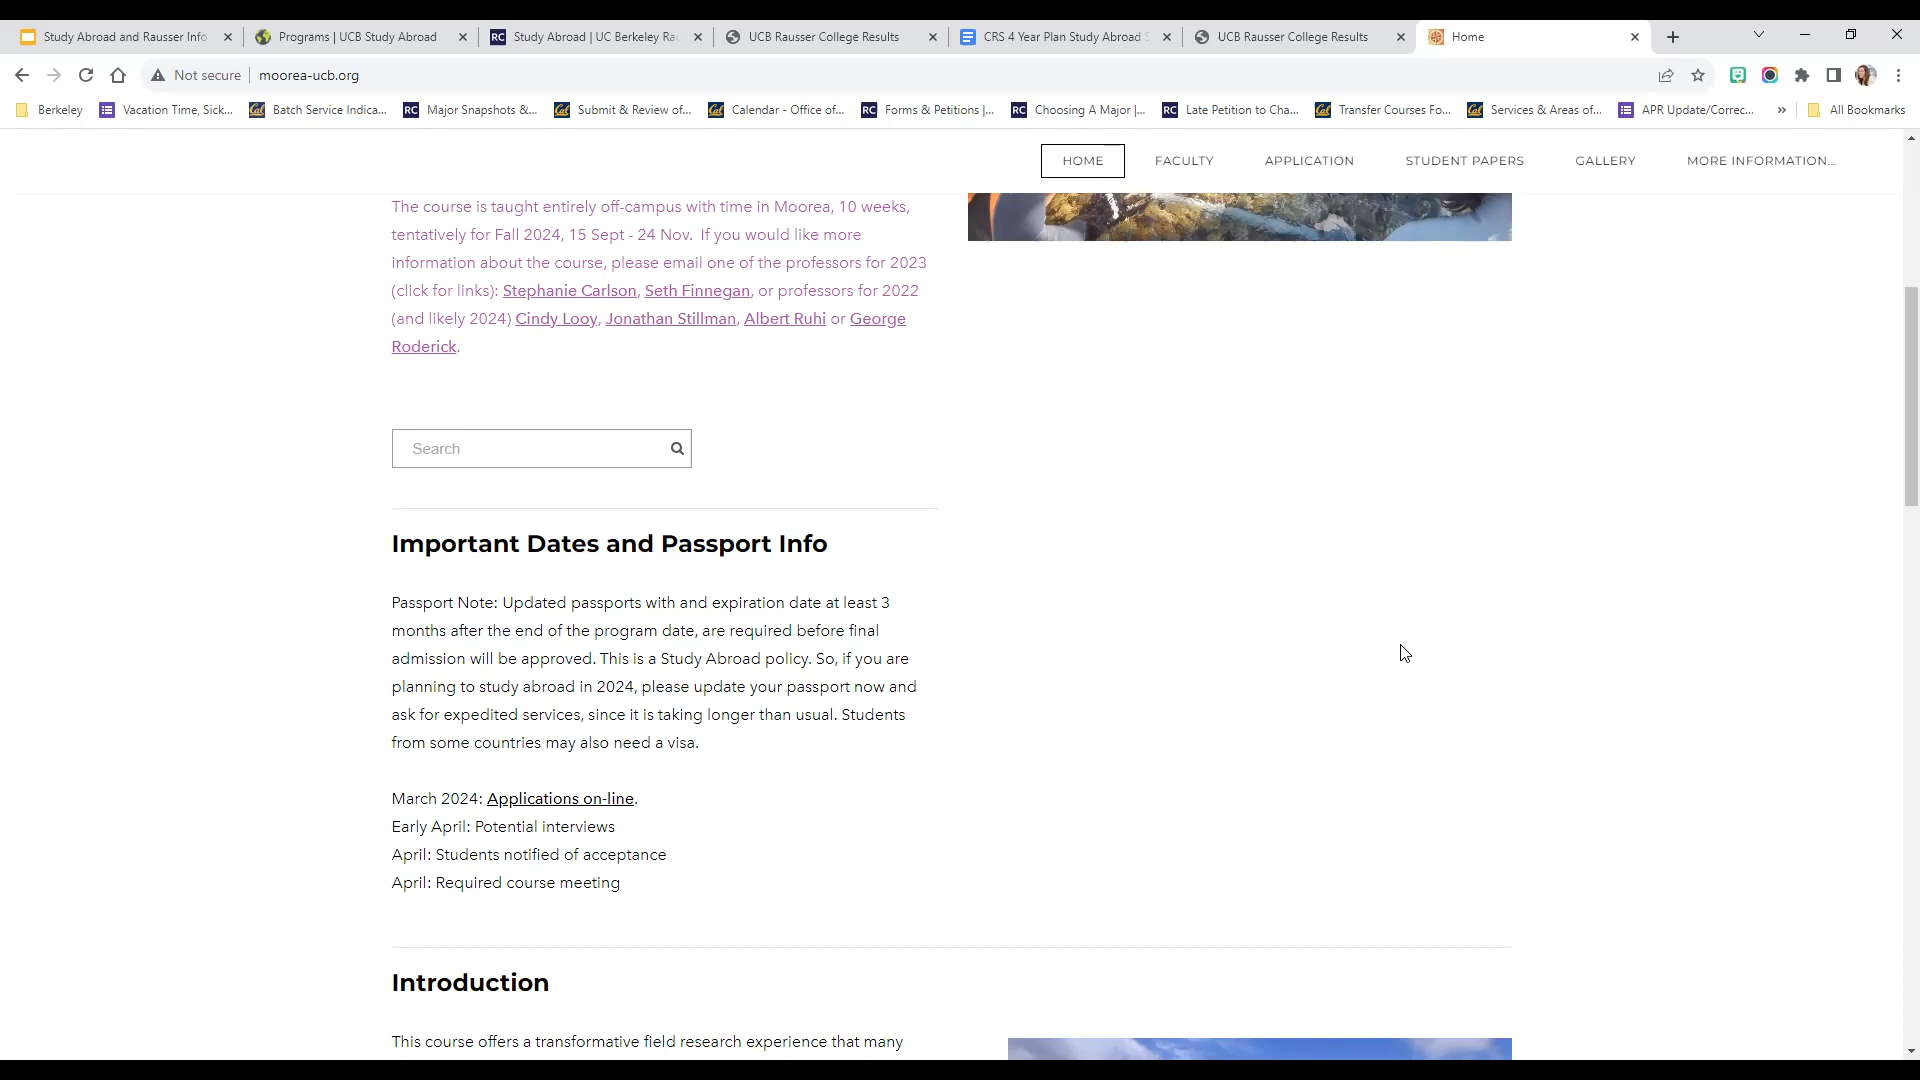 Study Abroad and Rausser Info
Programs | UCB Study Abroad
RC Study Abroad | UC Berkeley Ra
UCB Rausser College Results
CRS 4 Year Plan Study Abroad S
UCB Rausser College Results
Home
Not secure
moorea-ucb.org
Berkeley
Vacation Time, Sick...
Cal Batch Service Indica...
RC Major Snapshots &...
Cal Submit & Review of...
Cal Calendar - Office of...
RC Forms & Petitions |...
RC Choosing A Major |...
RC Late Petition to Cha...
Cal Transfer Courses Fo...
Cal Services & Areas of...
APR Update/Correc...
»
All Bookmarks
HOME
FACULTY
APPLICATION
STUDENT PAPERS
GALLERY
MORE INFORMATION...
The course is taught entirely off-campus with time in Moorea, 10 weeks,
tentatively for Fall 2024, 15 Sept - 24 Nov. If you would like more
information about the course, please email one of the professors for 2023
(click for links): Stephanie Carlson, Seth Finnegan, or professors for 2022
(and likely 2024) Cindy Looy, Jonathan Stillman, Albert Ruhi or George
Roderick.
Search
Important Dates and Passport Info
Passport Note: Updated passports with and expiration date at least 3
months after the end of the program date, are required before final
admission will be approved. This is a Study Abroad policy. So, if you are
planning to study abroad in 2024, please update your passport now and
ask for expedited services, since it is taking longer than usual. Students
from some countries may also need a visa.
March 2024: Applications on-line.
Early April: Potential interviews
April: Students notified of acceptance
April: Required course meeting
Introduction
This course offers a transformative field research experience that many